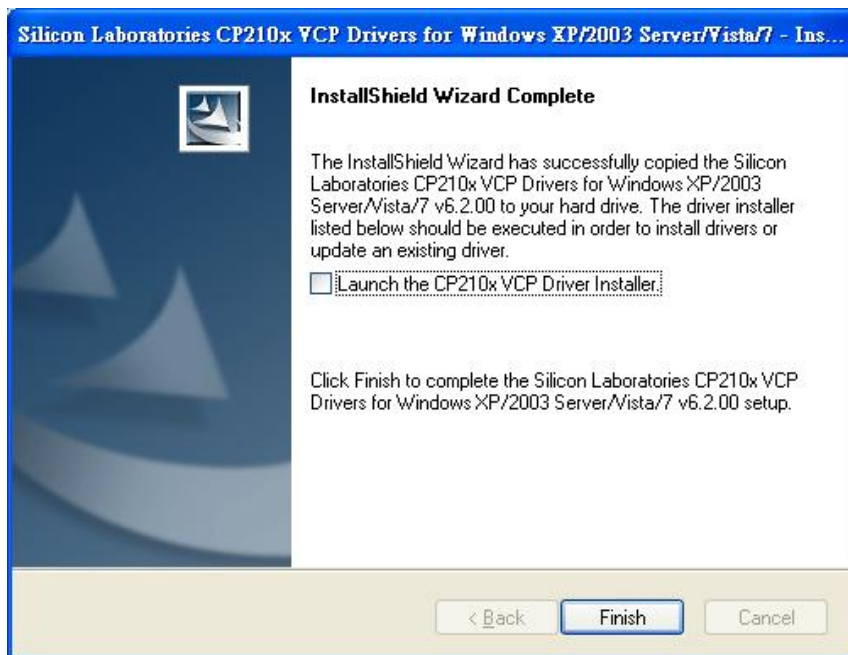 Silicon Laboratories CP210x VCP Drivers for Windows XP/2003 Server/Vista/7 - Ins...
InstallShield Wizard Complete
The InstallShield Wizard has successfully copied the Silicon
Laboratories CP210x VCP Drivers for Windows XP/2003
Server/Vista/7 v6.2.00 to your hard drive. The driver installer
listed below should be executed in order to install drivers or
update an existing driver.
Launch the CP210x VCP Driver Installer.
Click Finish to complete the Silicon Laboratories CP210x VCP
Drivers for Windows XP/2003 Server/Vista/7 v6.2.00 setup.
< Back Finish Cancel